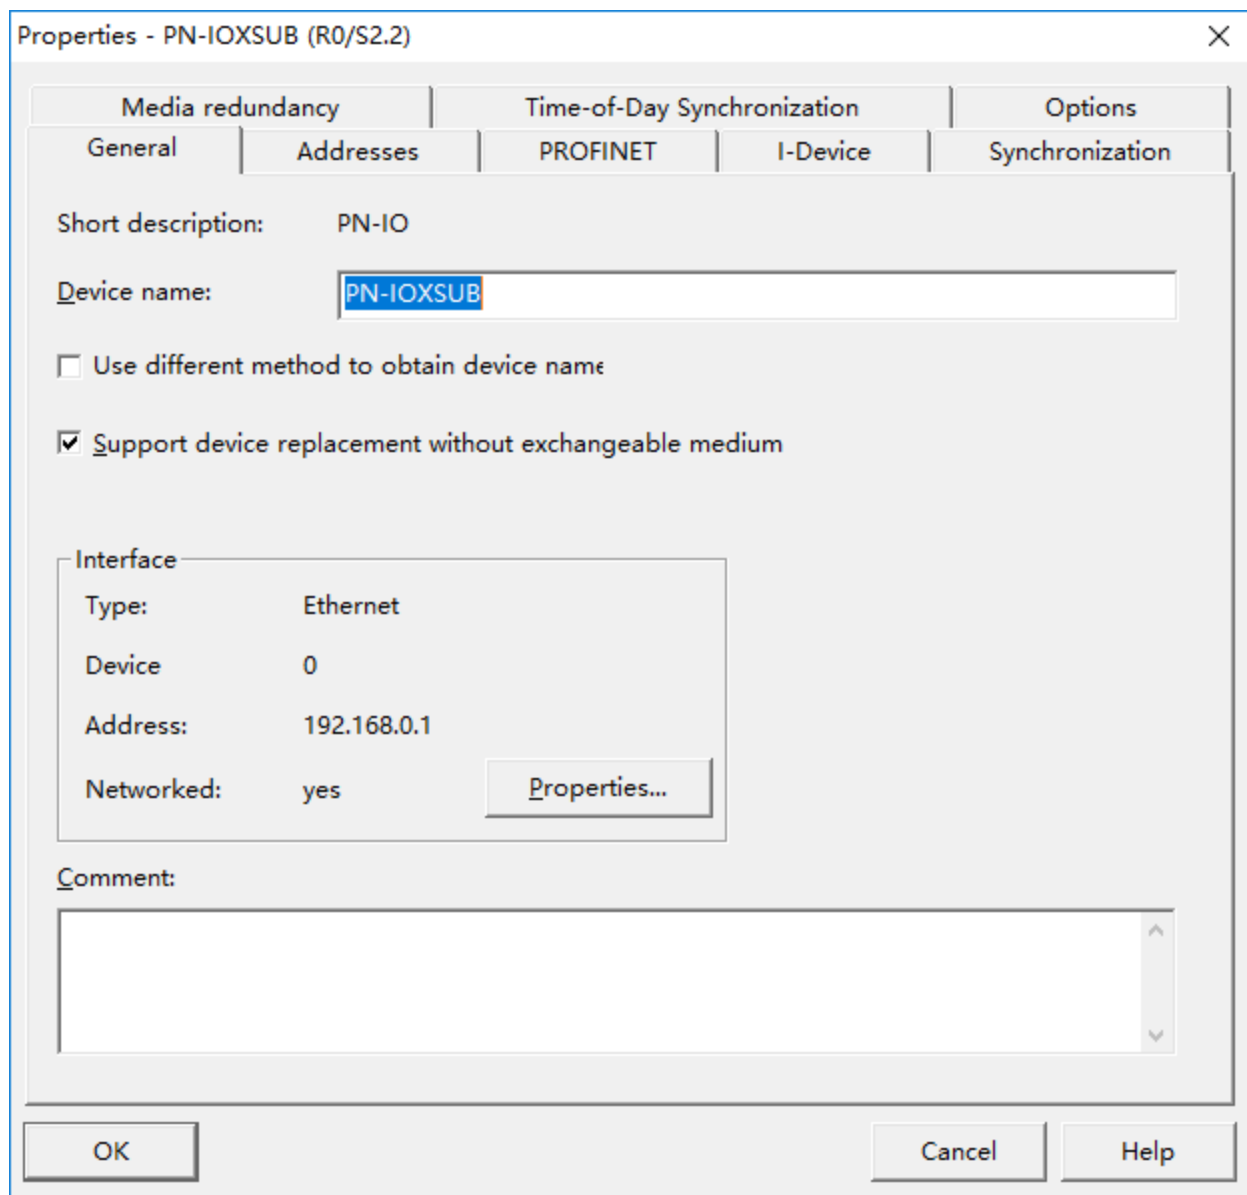 Properties - PN-IOXSUB (R0/S2.2)
Media redundancy Time-of-Day Synchronization Options
General Addresses PROFINET I-Device Synchronization
Short description: PN-IO
Device name: PN-IOXSUB
Use different method to obtain device name
Support device replacement without exchangeable medium
Interface
Type: Ethernet
Device 0
Address: 192.168.0.1
Networked: yes Properties...
Comment:
OK Cancel Help